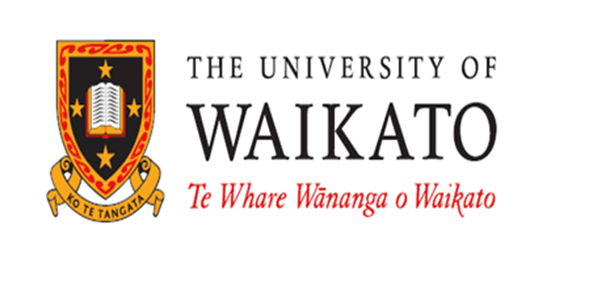 THE UNIVERSITY OF
WAIKATO
Te Whare Wānanga o Waikato
KO TE TANGATA